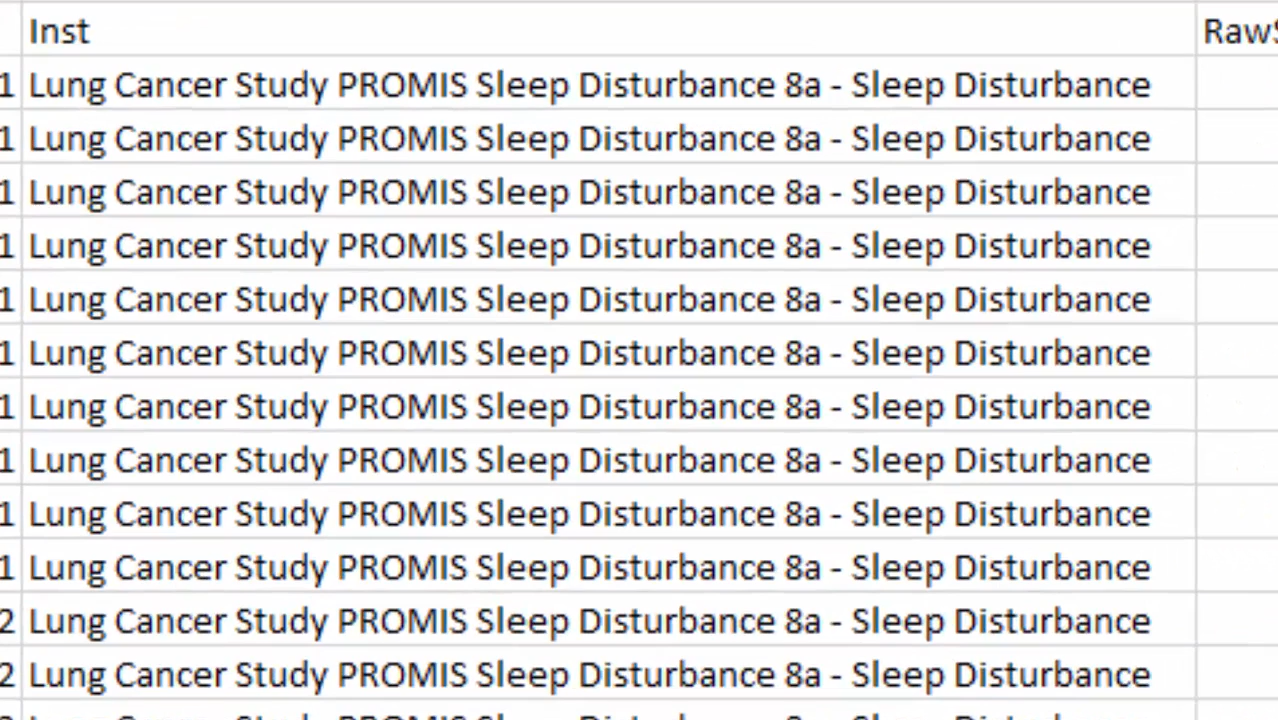 Inst RawS
1 Lung Cancer Study PROMIS Sleep Disturbance 8a - Sleep Disturbance
1 Lung Cancer Study PROMIS Sleep Disturbance 8a - Sleep Disturbance
1 Lung Cancer Study PROMIS Sleep Disturbance 8a - Sleep Disturbance
1 Lung Cancer Study PROMIS Sleep Disturbance 8a - Sleep Disturbance
1 Lung Cancer Study PROMIS Sleep Disturbance 8a - Sleep Disturbance
1 Lung Cancer Study PROMIS Sleep Disturbance 8a - Sleep Disturbance
1 Lung Cancer Study PROMIS Sleep Disturbance 8a - Sleep Disturbance
1 Lung Cancer Study PROMIS Sleep Disturbance 8a - Sleep Disturbance
1 Lung Cancer Study PROMIS Sleep Disturbance 8a - Sleep Disturbance
1 Lung Cancer Study PROMIS Sleep Disturbance 8a - Sleep Disturbance
2 Lung Cancer Study PROMIS Sleep Disturbance 8a - Sleep Disturbance
2 Lung Cancer Study PROMIS Sleep Disturbance 8a - Sleep Disturbance